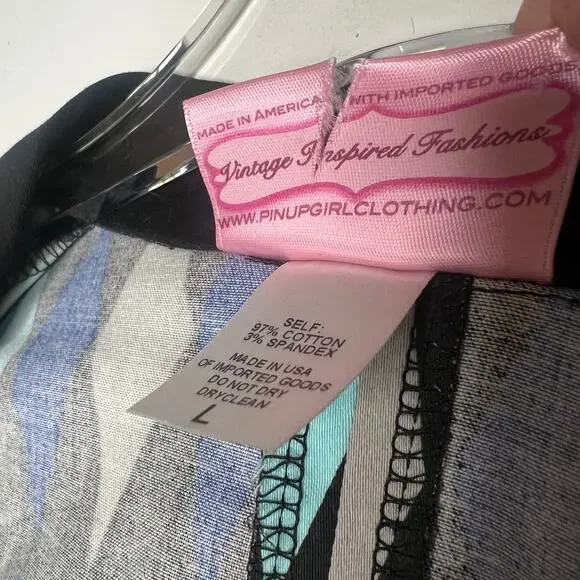 MADE IN AMERICA WITH IMPORTED GOODS
Vintage Inspired Fashions
WWW.PINUPGIRLCLOTHING.COM
SELF:
97% COTTON
3% SPANDEX
MADE IN USA
OF IMPORTED GOODS
DO NOT DRY
DRYCLEAN
L